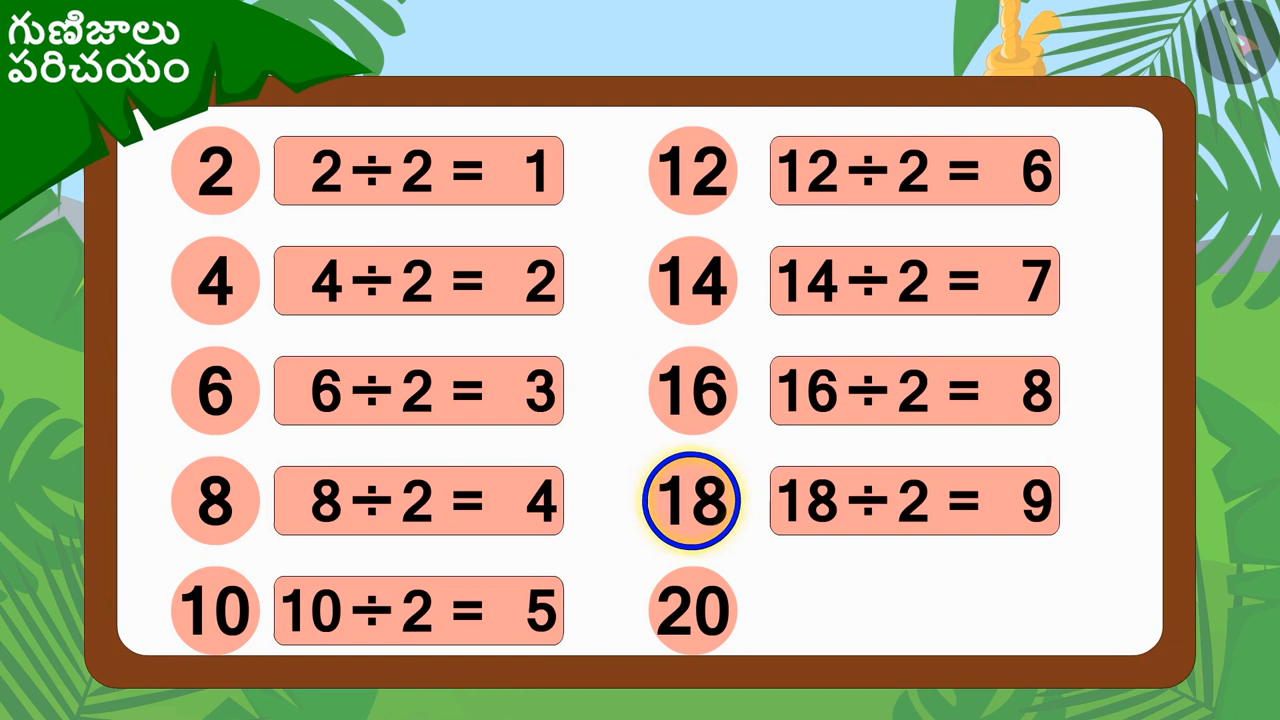 గుణిజాలు
పరిచయం
2 2÷2 = 1
4 4÷2 = 2
6 6÷2 = 3
8 8÷2 = 4
10 10÷2 = 5
12 12÷2 = 6
14 14÷2 = 7
16 16÷2 = 8
18 18÷2 = 9
20